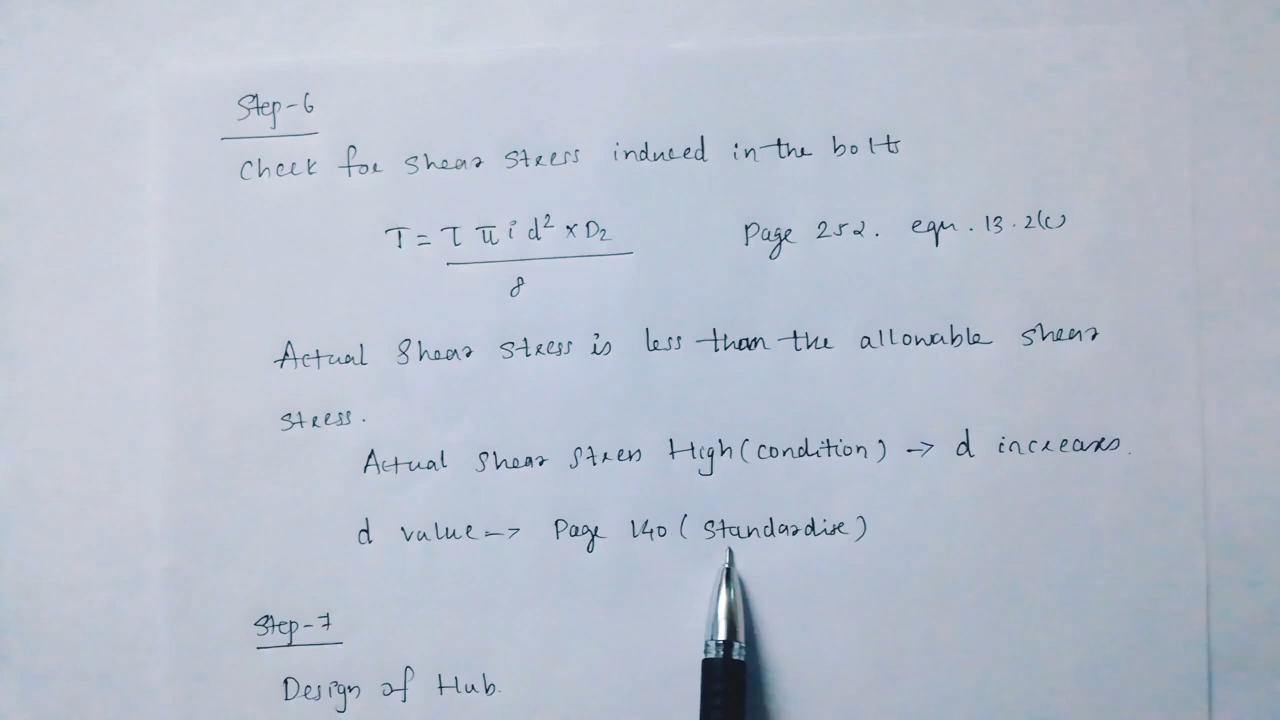 Step-6
Check for shear stress induced in the bolts
T = τ π i d² × D₂ / 8
Page 252. eqn. 13.2(c)
Actual Shear stress is less than the allowable shear
stress.
Actual shear stress High (condition) → d increases.
d value → Page 140 (Standardise)
Step-7
Design of Hub.